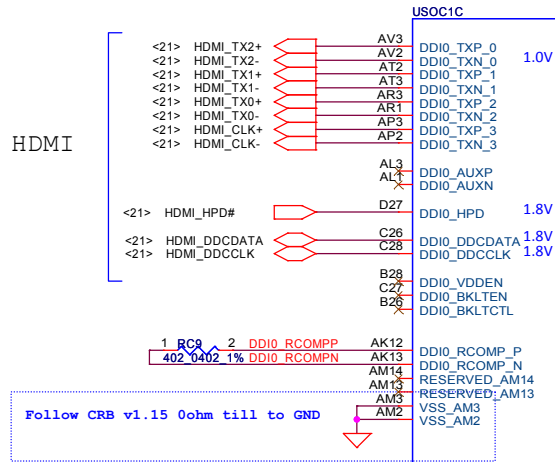 USOC1C
<21> HDMI_TX2+ AV3 DDI0_TXP_0 1.0V
<21> HDMI_TX2- AV2 DDI0_TXN_0
<21> HDMI_TX1+ AT2 DDI0_TXP_1
<21> HDMI_TX1- AT3 DDI0_TXN_1
<21> HDMI_TX0+ AR3 DDI0_TXP_2
<21> HDMI_TX0- AR1 DDI0_TXN_2
<21> HDMI_CLK+ AP3 DDI0_TXP_3
<21> HDMI_CLK- AP2 DDI0_TXN_3
HDMI
AL3 DDI0_AUXP
AL1 DDI0_AUXN
<21> HDMI_HPD# D27 DDI0_HPD 1.8V
<21> HDMI_DDCDATA C26 DDI0_DDCDATA 1.8V
<21> HDMI_DDCCLK C28 DDI0_DDCCLK 1.8V
B28 DDI0_VDDEN
C27 DDI0_BKLTEN
B26 DDI0_BKLTCTL
1 RC9 2 DDI0_RCOMPP AK12 DDI0_RCOMP_P
402_0402_1% DDI0_RCOMPN AK13 DDI0_RCOMP_N
AM14 RESERVED_AM14
AM13 RESERVED_AM13
AM3 VSS_AM3
Follow CRB v1.15 0ohm till to GND AM2 VSS_AM2